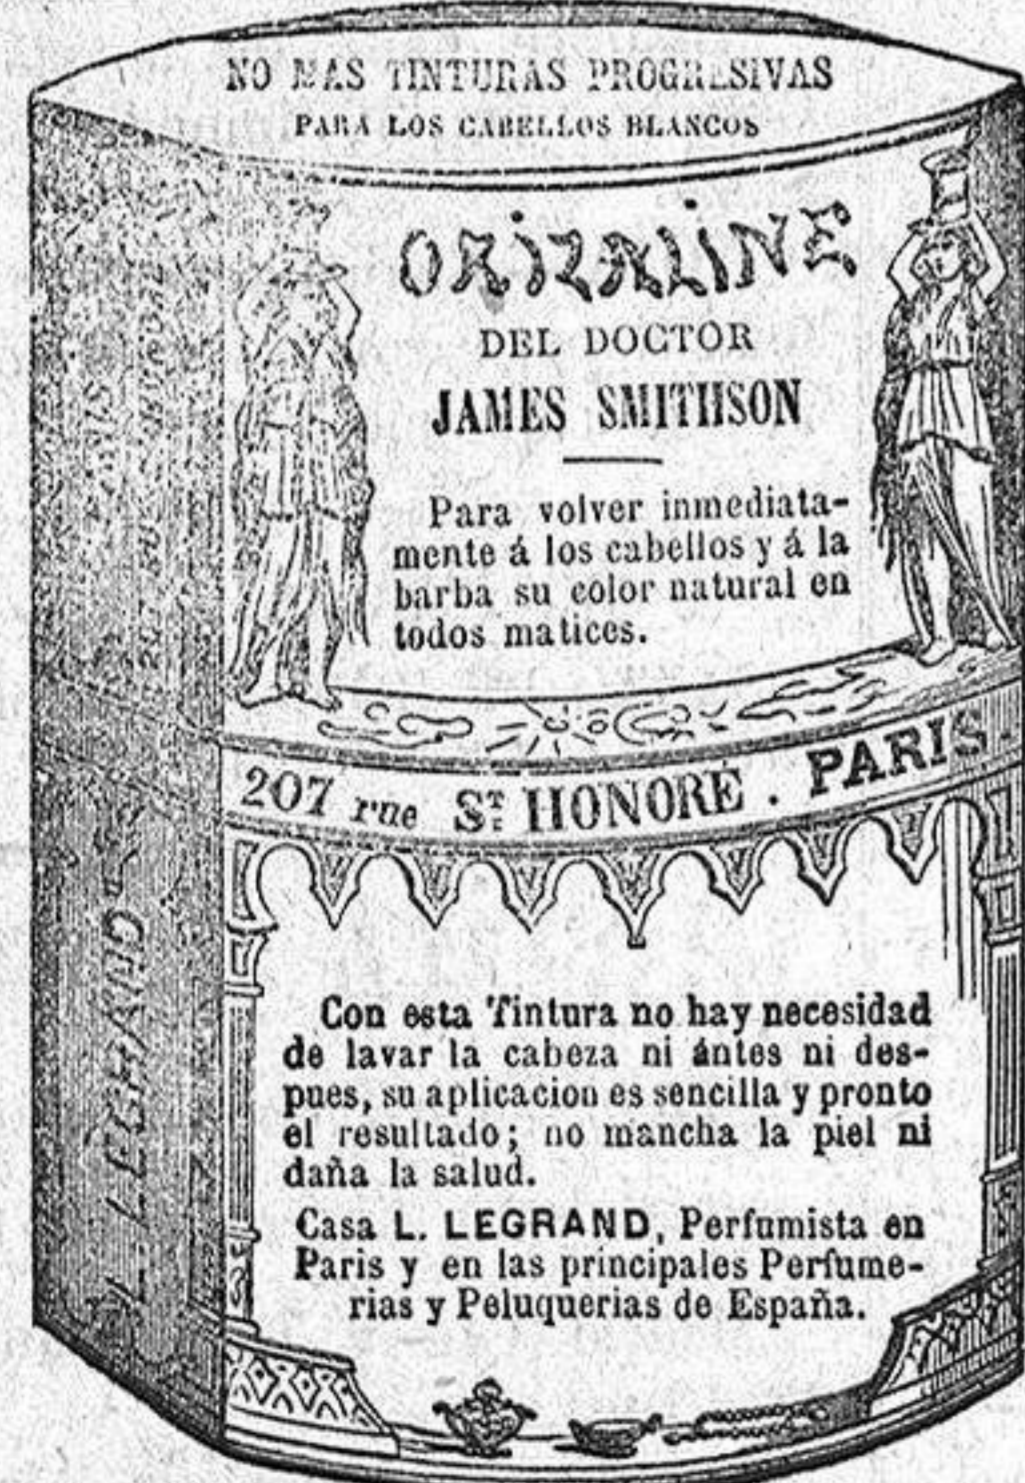 NO MAS TINTURAS PROGRESIVAS
PARA LOS CABELLOS BLANCOS
ORIZALINE
DEL DOCTOR
JAMES SMITHSON
Para volver inmediata-
mente á los cabellos y á la
barba su color natural en
todos matices.
207 rue ST HONORÉ . PARIS
Con esta Tintura no hay necesidad
de lavar la cabeza ni ántes ni des-
pues, su aplicacion es sencilla y pronto
el resultado; no mancha la piel ni
daña la salud.
Casa L. LEGRAND, Perfumista en
Paris y en las principales Perfume-
rias y Peluquerias de España.
L. LEGRAND
PARIS